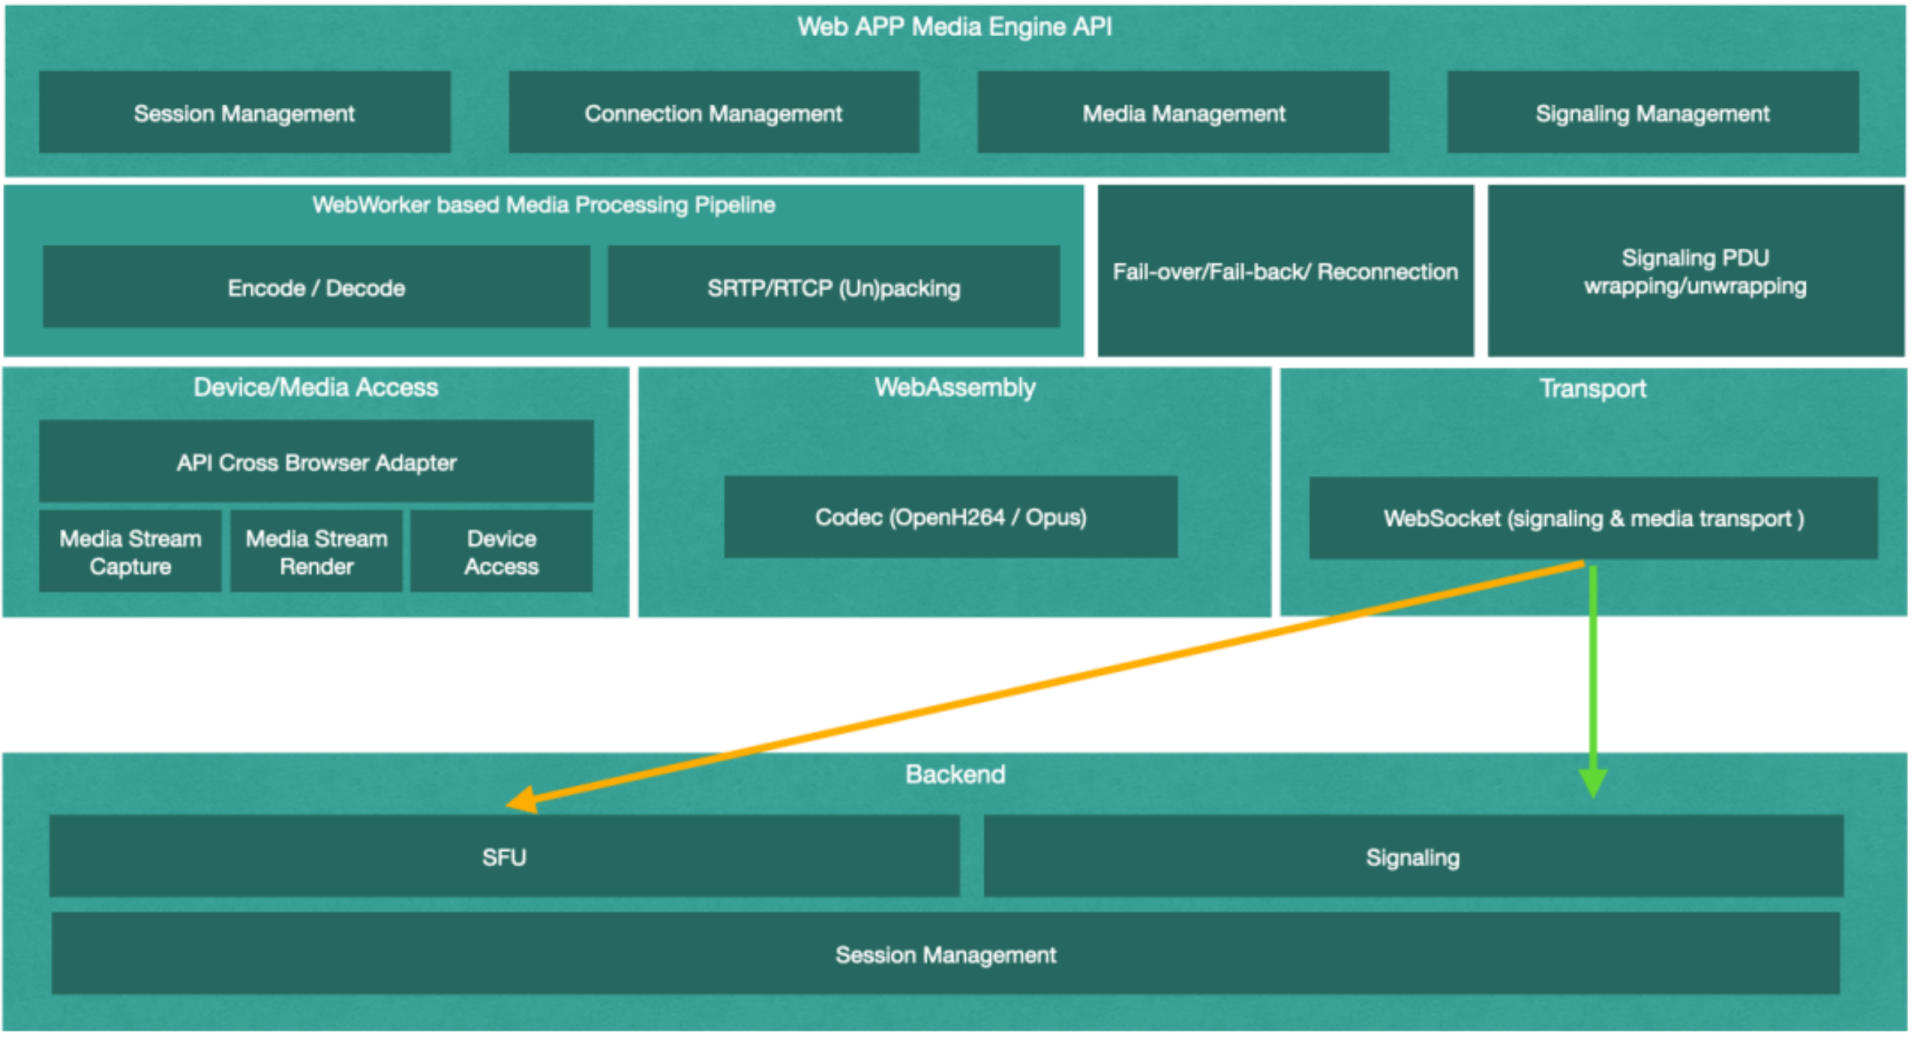 Web APP Media Engine API
Session Management
Connection Management
Media Management
Signaling Management
WebWorker based Media Processing Pipeline
Encode / Decode
SRTP/RTCP (Un)packing
Fail-over/Fail-back/ Reconnection
Signaling PDU
wrapping/unwrapping
Device/Media Access
API Cross Browser Adapter
Media Stream
Capture
Media Stream
Render
Device
Access
WebAssembly
Codec (OpenH264 / Opus)
Transport
WebSocket (signaling & media transport )
Backend
SFU
Signaling
Session Management